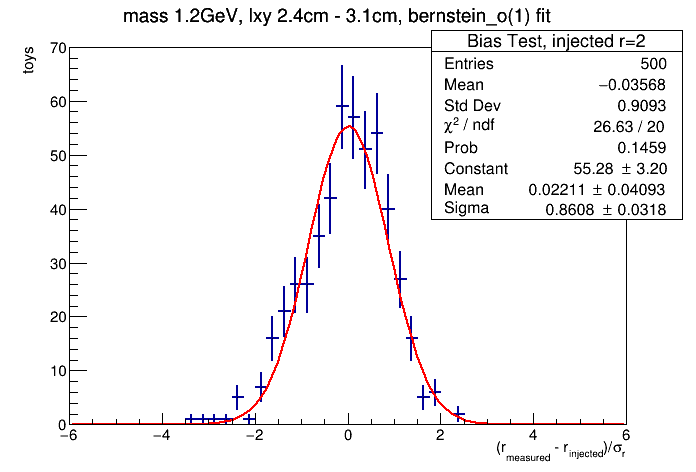 mass 1.2GeV, lxy 2.4cm - 3.1cm, bernstein_o(1) fit
toys
Bias Test, injected r=2
Entries 500
Mean −0.03568
Std Dev 0.9093
χ² / ndf 26.63 / 20
Prob 0.1459
Constant 55.28 ± 3.20
Mean 0.02211 ± 0.04093
Sigma 0.8608 ± 0.0318
70
60
50
40
30
20
10
0
−6 −4 −2 0 2 4 6
(r_measured - r_injected)/σ_r